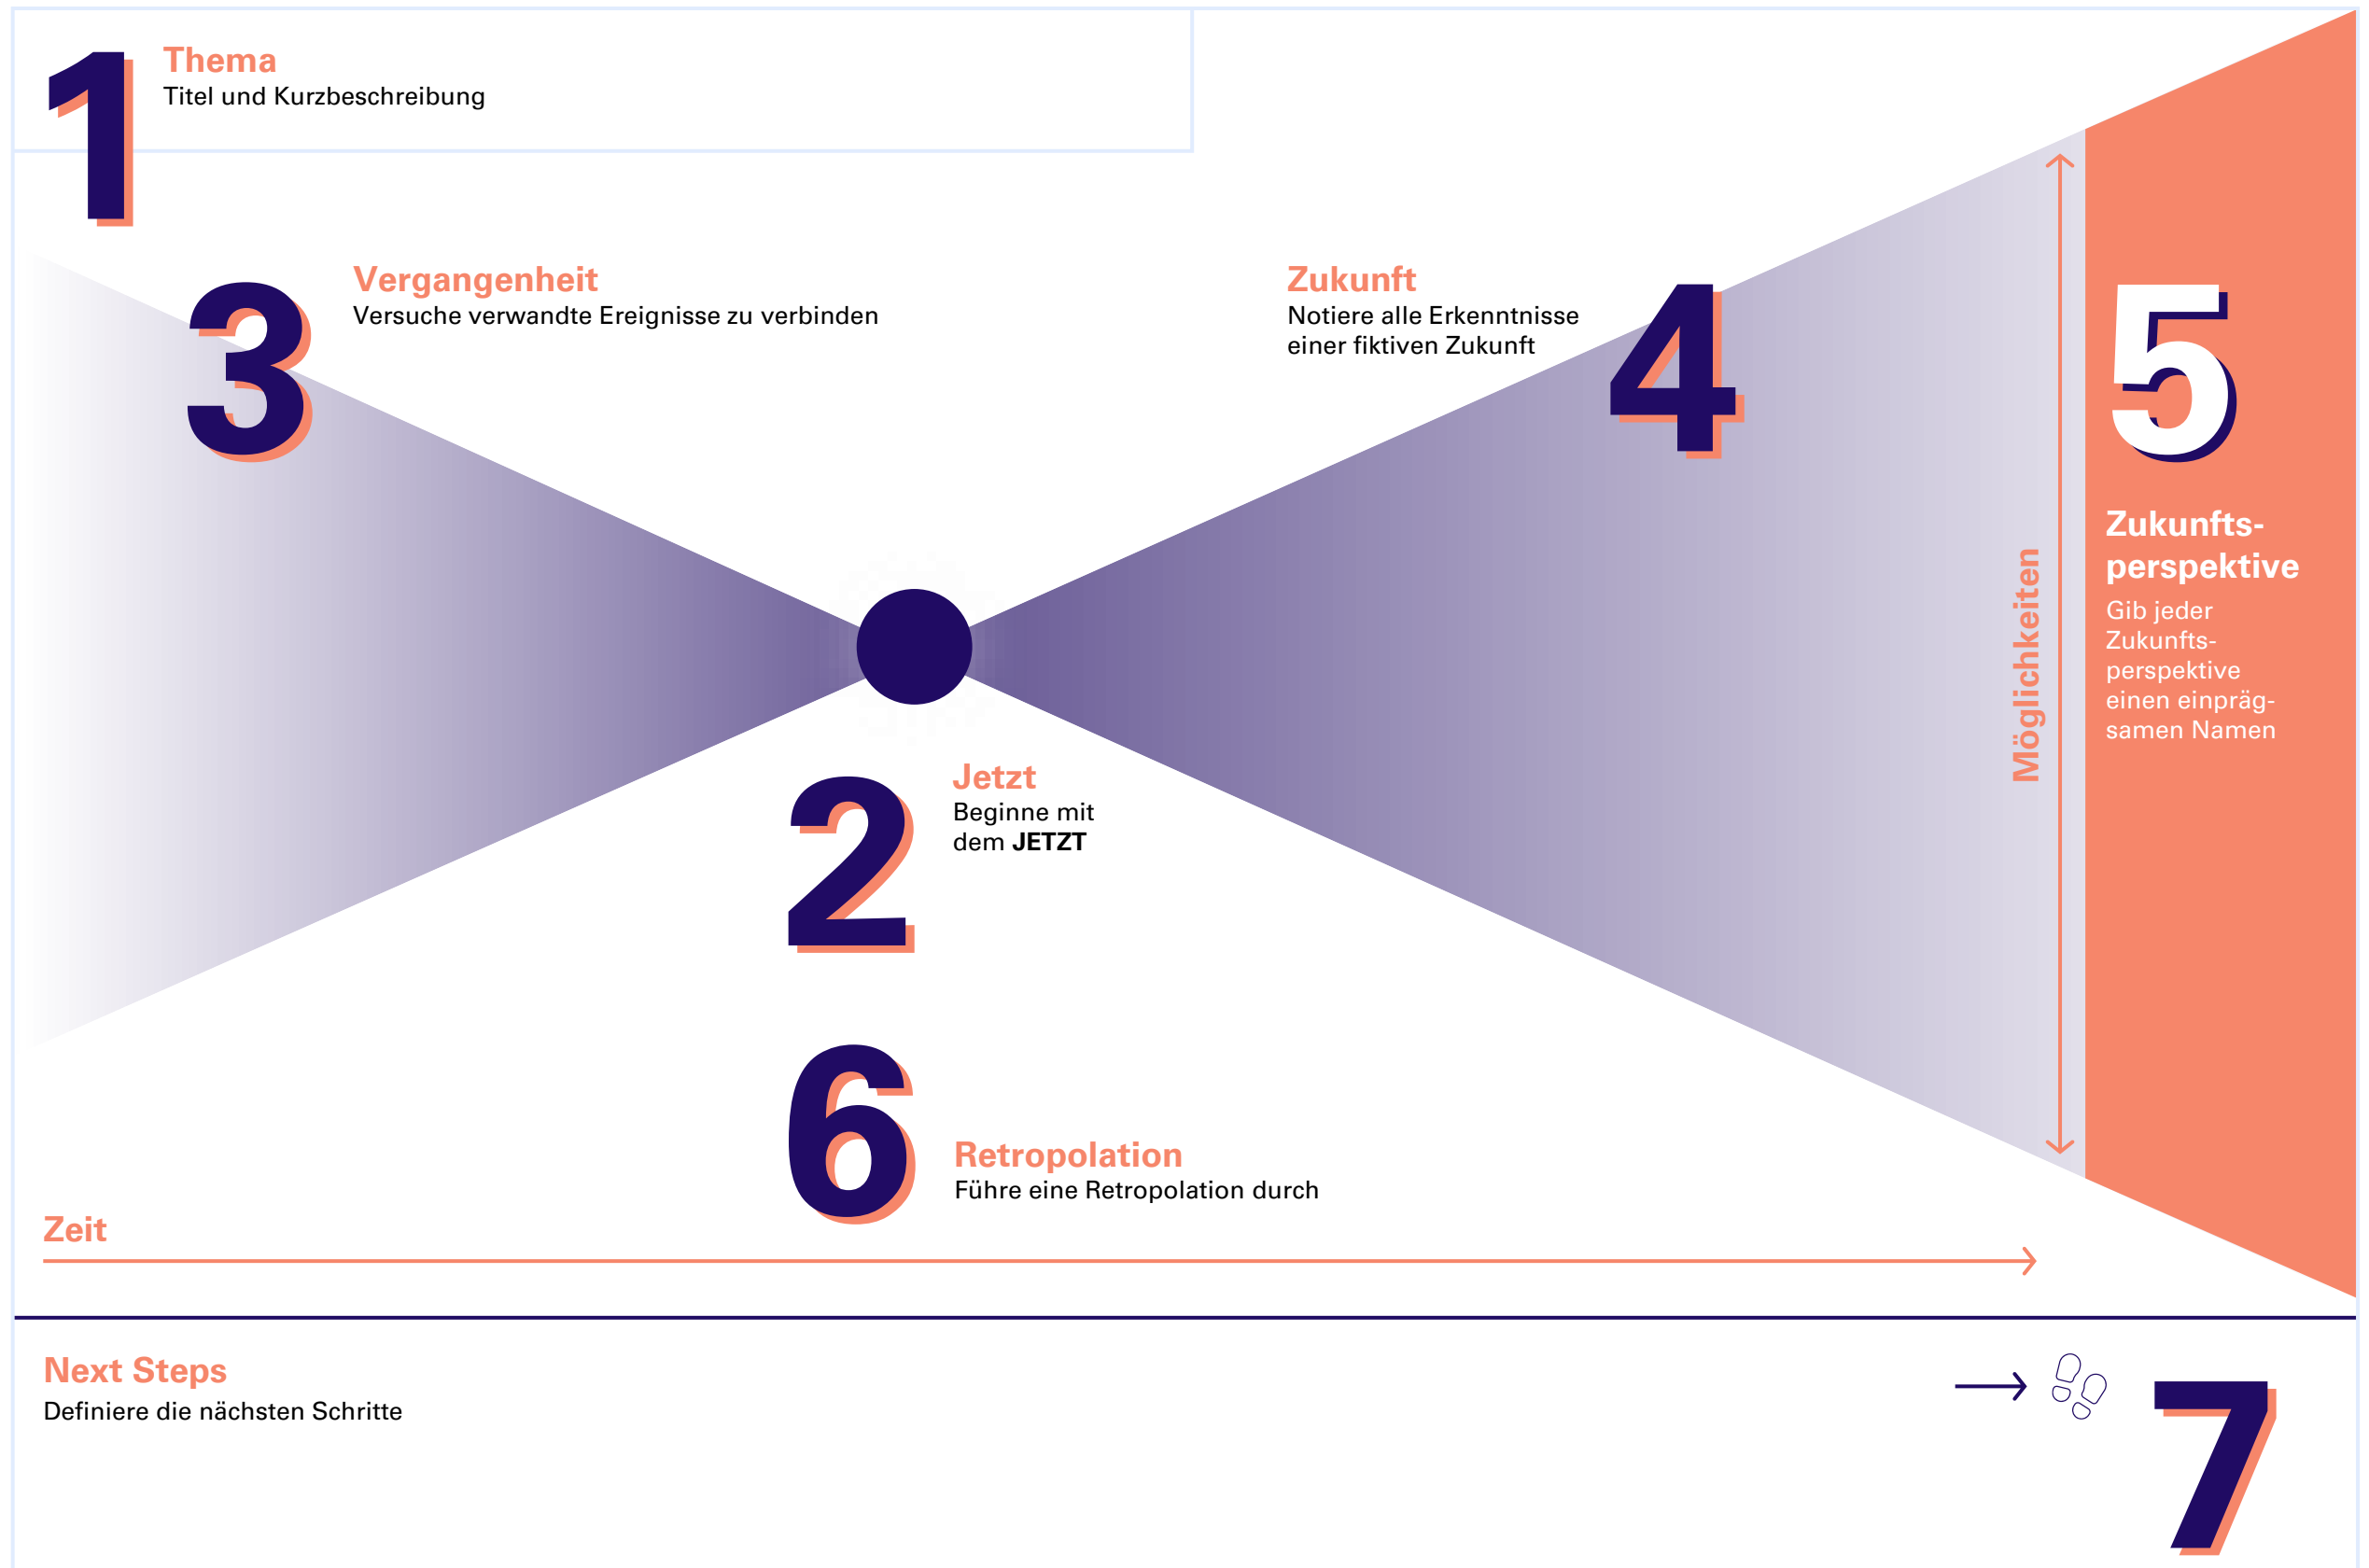 1
Thema
Titel und Kurzbeschreibung
3
Vergangenheit
Versuche verwandte Ereignisse zu verbinden
Zukunft
Notiere alle Erkenntnisse
einer fiktiven Zukunft
4
5
Zukunfts-
perspektive
Gib jeder
Zukunfts-
perspektive
einen einpräg-
samen Namen
Möglichkeiten
2
Jetzt
Beginne mit
dem JETZT
6
Retropolation
Führe eine Retropolation durch
Zeit
Next Steps
Definiere die nächsten Schritte
7